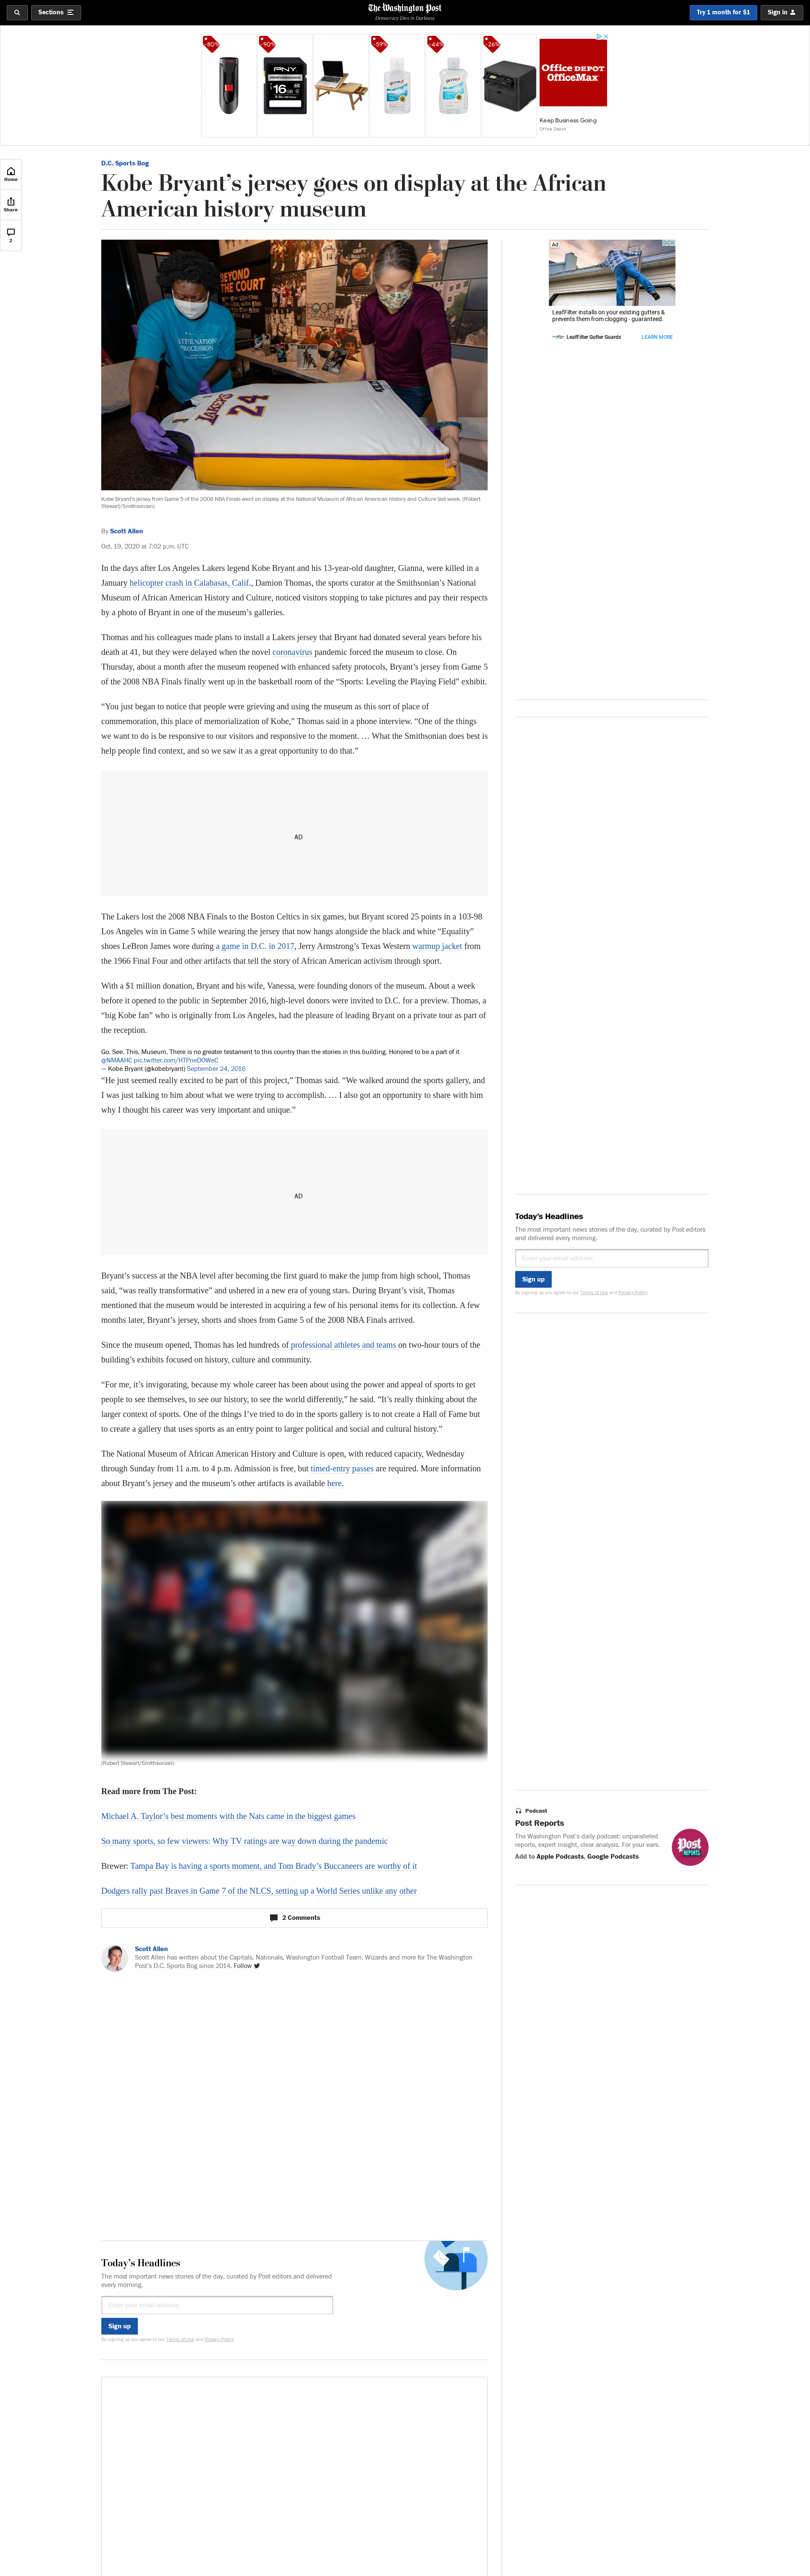 Sections
The Washington Post
Democracy Dies in Darkness
Try 1 month for $1
Sign in
-80%
-90%
-59%
-44%
-26%
PNY
PERFORMANCE
16GB
Office DEPOT
OfficeMax
Keep Business Going
Office Depot
Home
Share
2
D.C. Sports Bog
Kobe Bryant’s jersey goes on display at the African
American history museum
BEYOND
THE COURT
LAKERS
24
Kobe Bryant's jersey from Game 5 of the 2008 NBA Finals went on display at the National Museum of African American History and Culture last week. (Robert
Stewart/Smithsonian)
Ad
LeafFilter installs on your existing gutters &
prevents them from clogging - guaranteed.
LeafFilter Gutter Guards
LEARN MORE
By Scott Allen
Oct. 19, 2020 at 7:02 p.m. UTC
In the days after Los Angeles Lakers legend Kobe Bryant and his 13-year-old daughter, Gianna, were killed in a
January helicopter crash in Calabasas, Calif., Damion Thomas, the sports curator at the Smithsonian’s National
Museum of African American History and Culture, noticed visitors stopping to take pictures and pay their respects
by a photo of Bryant in one of the museum’s galleries.
Thomas and his colleagues made plans to install a Lakers jersey that Bryant had donated several years before his
death at 41, but they were delayed when the novel coronavirus pandemic forced the museum to close. On
Thursday, about a month after the museum reopened with enhanced safety protocols, Bryant’s jersey from Game 5
of the 2008 NBA Finals finally went up in the basketball room of the “Sports: Leveling the Playing Field” exhibit.
“You just began to notice that people were grieving and using the museum as this sort of place of
commemoration, this place of memorialization of Kobe,” Thomas said in a phone interview. “One of the things
we want to do is be responsive to our visitors and responsive to the moment. … What the Smithsonian does best is
help people find context, and so we saw it as a great opportunity to do that.”
AD
The Lakers lost the 2008 NBA Finals to the Boston Celtics in six games, but Bryant scored 25 points in a 103-98
Los Angeles win in Game 5 while wearing the jersey that now hangs alongside the black and white “Equality”
shoes LeBron James wore during a game in D.C. in 2017, Jerry Armstrong’s Texas Western warmup jacket from
the 1966 Final Four and other artifacts that tell the story of African American activism through sport.
With a $1 million donation, Bryant and his wife, Vanessa, were founding donors of the museum. About a week
before it opened to the public in September 2016, high-level donors were invited to D.C. for a preview. Thomas, a
“big Kobe fan” who is originally from Los Angeles, had the pleasure of leading Bryant on a private tour as part of
the reception.
Go. See. This. Museum. There is no greater testament to this country than the stories in this building. Honored to be a part of it
@NMAAHC pic.twitter.com/HTPneDOWeC
— Kobe Bryant (@kobebryant) September 24, 2016
“He just seemed really excited to be part of this project,” Thomas said. “We walked around the sports gallery, and
I was just talking to him about what we were trying to accomplish. … I also got an opportunity to share with him
why I thought his career was very important and unique.”
AD
Today’s Headlines
The most important news stories of the day, curated by Post editors
and delivered every morning.
Enter your email address
Sign up
By signing up you agree to our Terms of Use and Privacy Policy
Bryant’s success at the NBA level after becoming the first guard to make the jump from high school, Thomas
said, “was really transformative” and ushered in a new era of young stars. During Bryant’s visit, Thomas
mentioned that the museum would be interested in acquiring a few of his personal items for its collection. A few
months later, Bryant’s jersey, shorts and shoes from Game 5 of the 2008 NBA Finals arrived.
Since the museum opened, Thomas has led hundreds of professional athletes and teams on two-hour tours of the
building’s exhibits focused on history, culture and community.
“For me, it’s invigorating, because my whole career has been about using the power and appeal of sports to get
people to see themselves, to see our history, to see the world differently,” he said. “It’s really thinking about the
larger context of sports. One of the things I’ve tried to do in the sports gallery is to not create a Hall of Fame but
to create a gallery that uses sports as an entry point to larger political and social and cultural history.”
The National Museum of African American History and Culture is open, with reduced capacity, Wednesday
through Sunday from 11 a.m. to 4 p.m. Admission is free, but timed-entry passes are required. More information
about Bryant’s jersey and the museum’s other artifacts is available here.
BASKETBALL
(Robert Stewart/Smithsonian)
Read more from The Post:
Michael A. Taylor’s best moments with the Nats came in the biggest games
So many sports, so few viewers: Why TV ratings are way down during the pandemic
Brewer: Tampa Bay is having a sports moment, and Tom Brady’s Buccaneers are worthy of it
Dodgers rally past Braves in Game 7 of the NLCS, setting up a World Series unlike any other
Podcast
Post Reports
The Washington Post’s daily podcast: unparalleled
reports, expert insight, clear analysis. For your ears.
Add to Apple Podcasts, Google Podcasts
Post
REPORTS
2 Comments
Scott Allen
Scott Allen has written about the Capitals, Nationals, Washington Football Team, Wizards and more for The Washington
Post’s D.C. Sports Bog since 2014. Follow
Today’s Headlines
The most important news stories of the day, curated by Post editors and delivered
every morning.
Enter your email address
Sign up
By signing up you agree to our Terms of Use and Privacy Policy